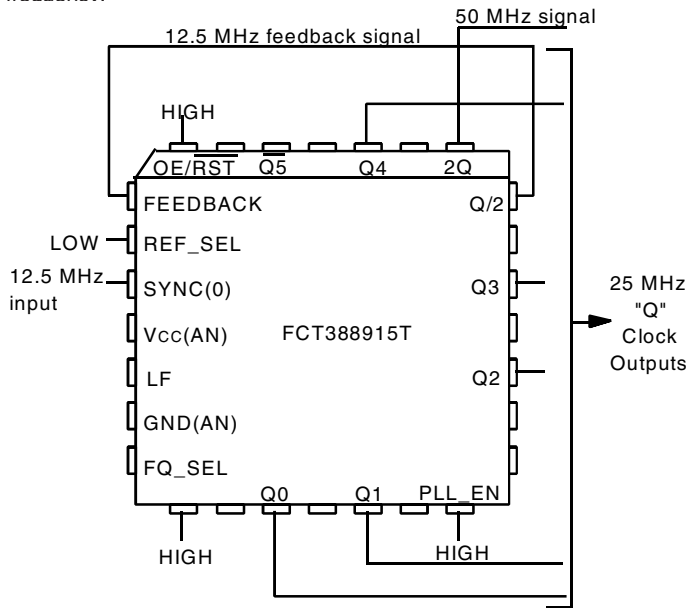 50 MHz signal
12.5 MHz feedback signal
HIGH
OE/RST Q5 Q4 2Q
FEEDBACK Q/2
LOW REF_SEL
12.5 MHz
input
SYNC(0) Q3
VCC(AN) FCT388915T
LF Q2
GND(AN)
FQ_SEL
Q0 Q1 PLL_EN
HIGH HIGH
25 MHz
"Q"
Clock
Outputs